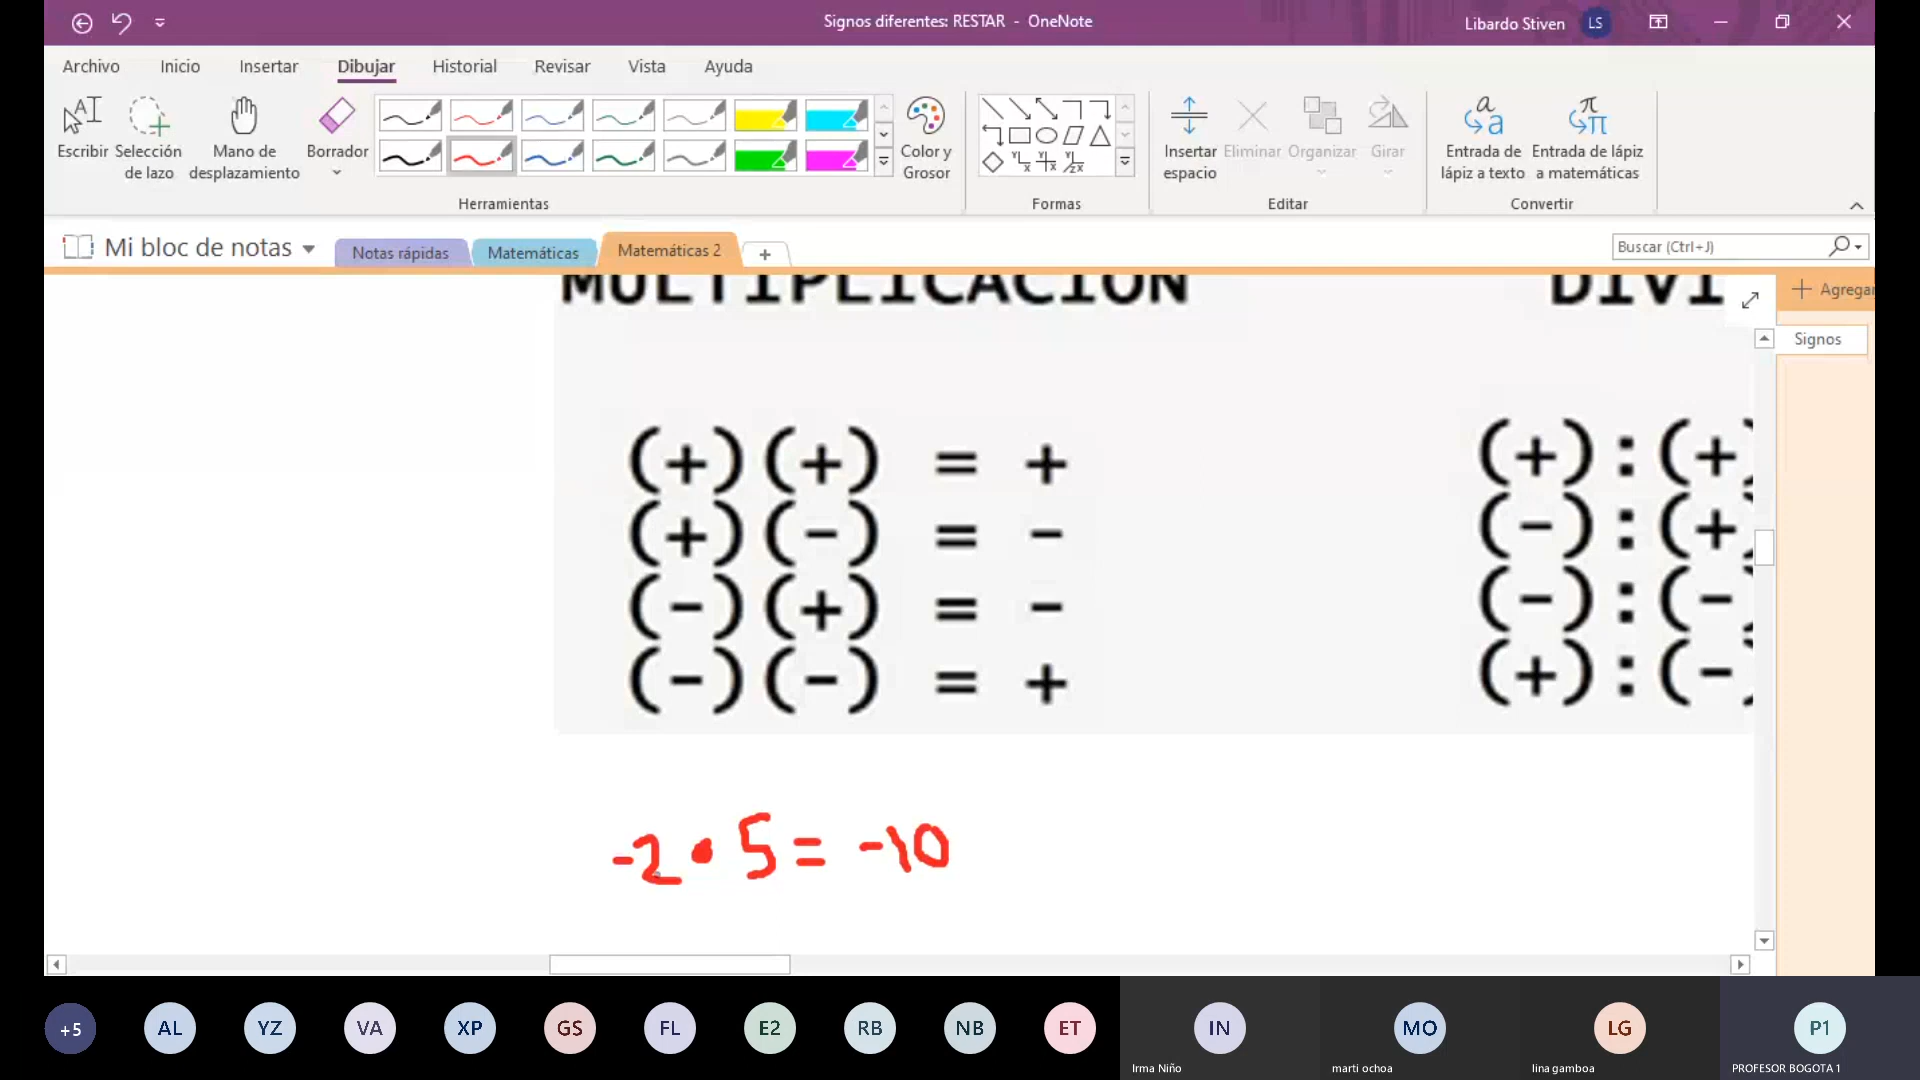 Signos diferentes: RESTAR - OneNote
Libardo Stiven LS
Archivo Inicio Insertar Dibujar Historial Revisar Vista Ayuda
Escribir Selección de lazo Mano de desplazamiento Borrador Color y Grosor Insertar espacio Eliminar Organizar Girar Entrada de lápiz a texto Entrada de lápiz a matemáticas
Herramientas Formas Editar Convertir
Mi bloc de notas Notas rápidas Matemáticas Matemáticas 2 + Buscar (Ctrl+J)
MULTIPLICACION DIVI
Agregar
Signos
(+)(+) = + (+):(+)
(+)(-) = - (-):(+)
(-)(+) = - (-):(-
(-)(-) = + (+):(-
-2 • 5 = -10
+5 AL YZ VA XP GS FL E2 RB NB ET IN MO LG P1
Irma Niño marti ochoa lina gamboa PROFESOR BOGOTA 1